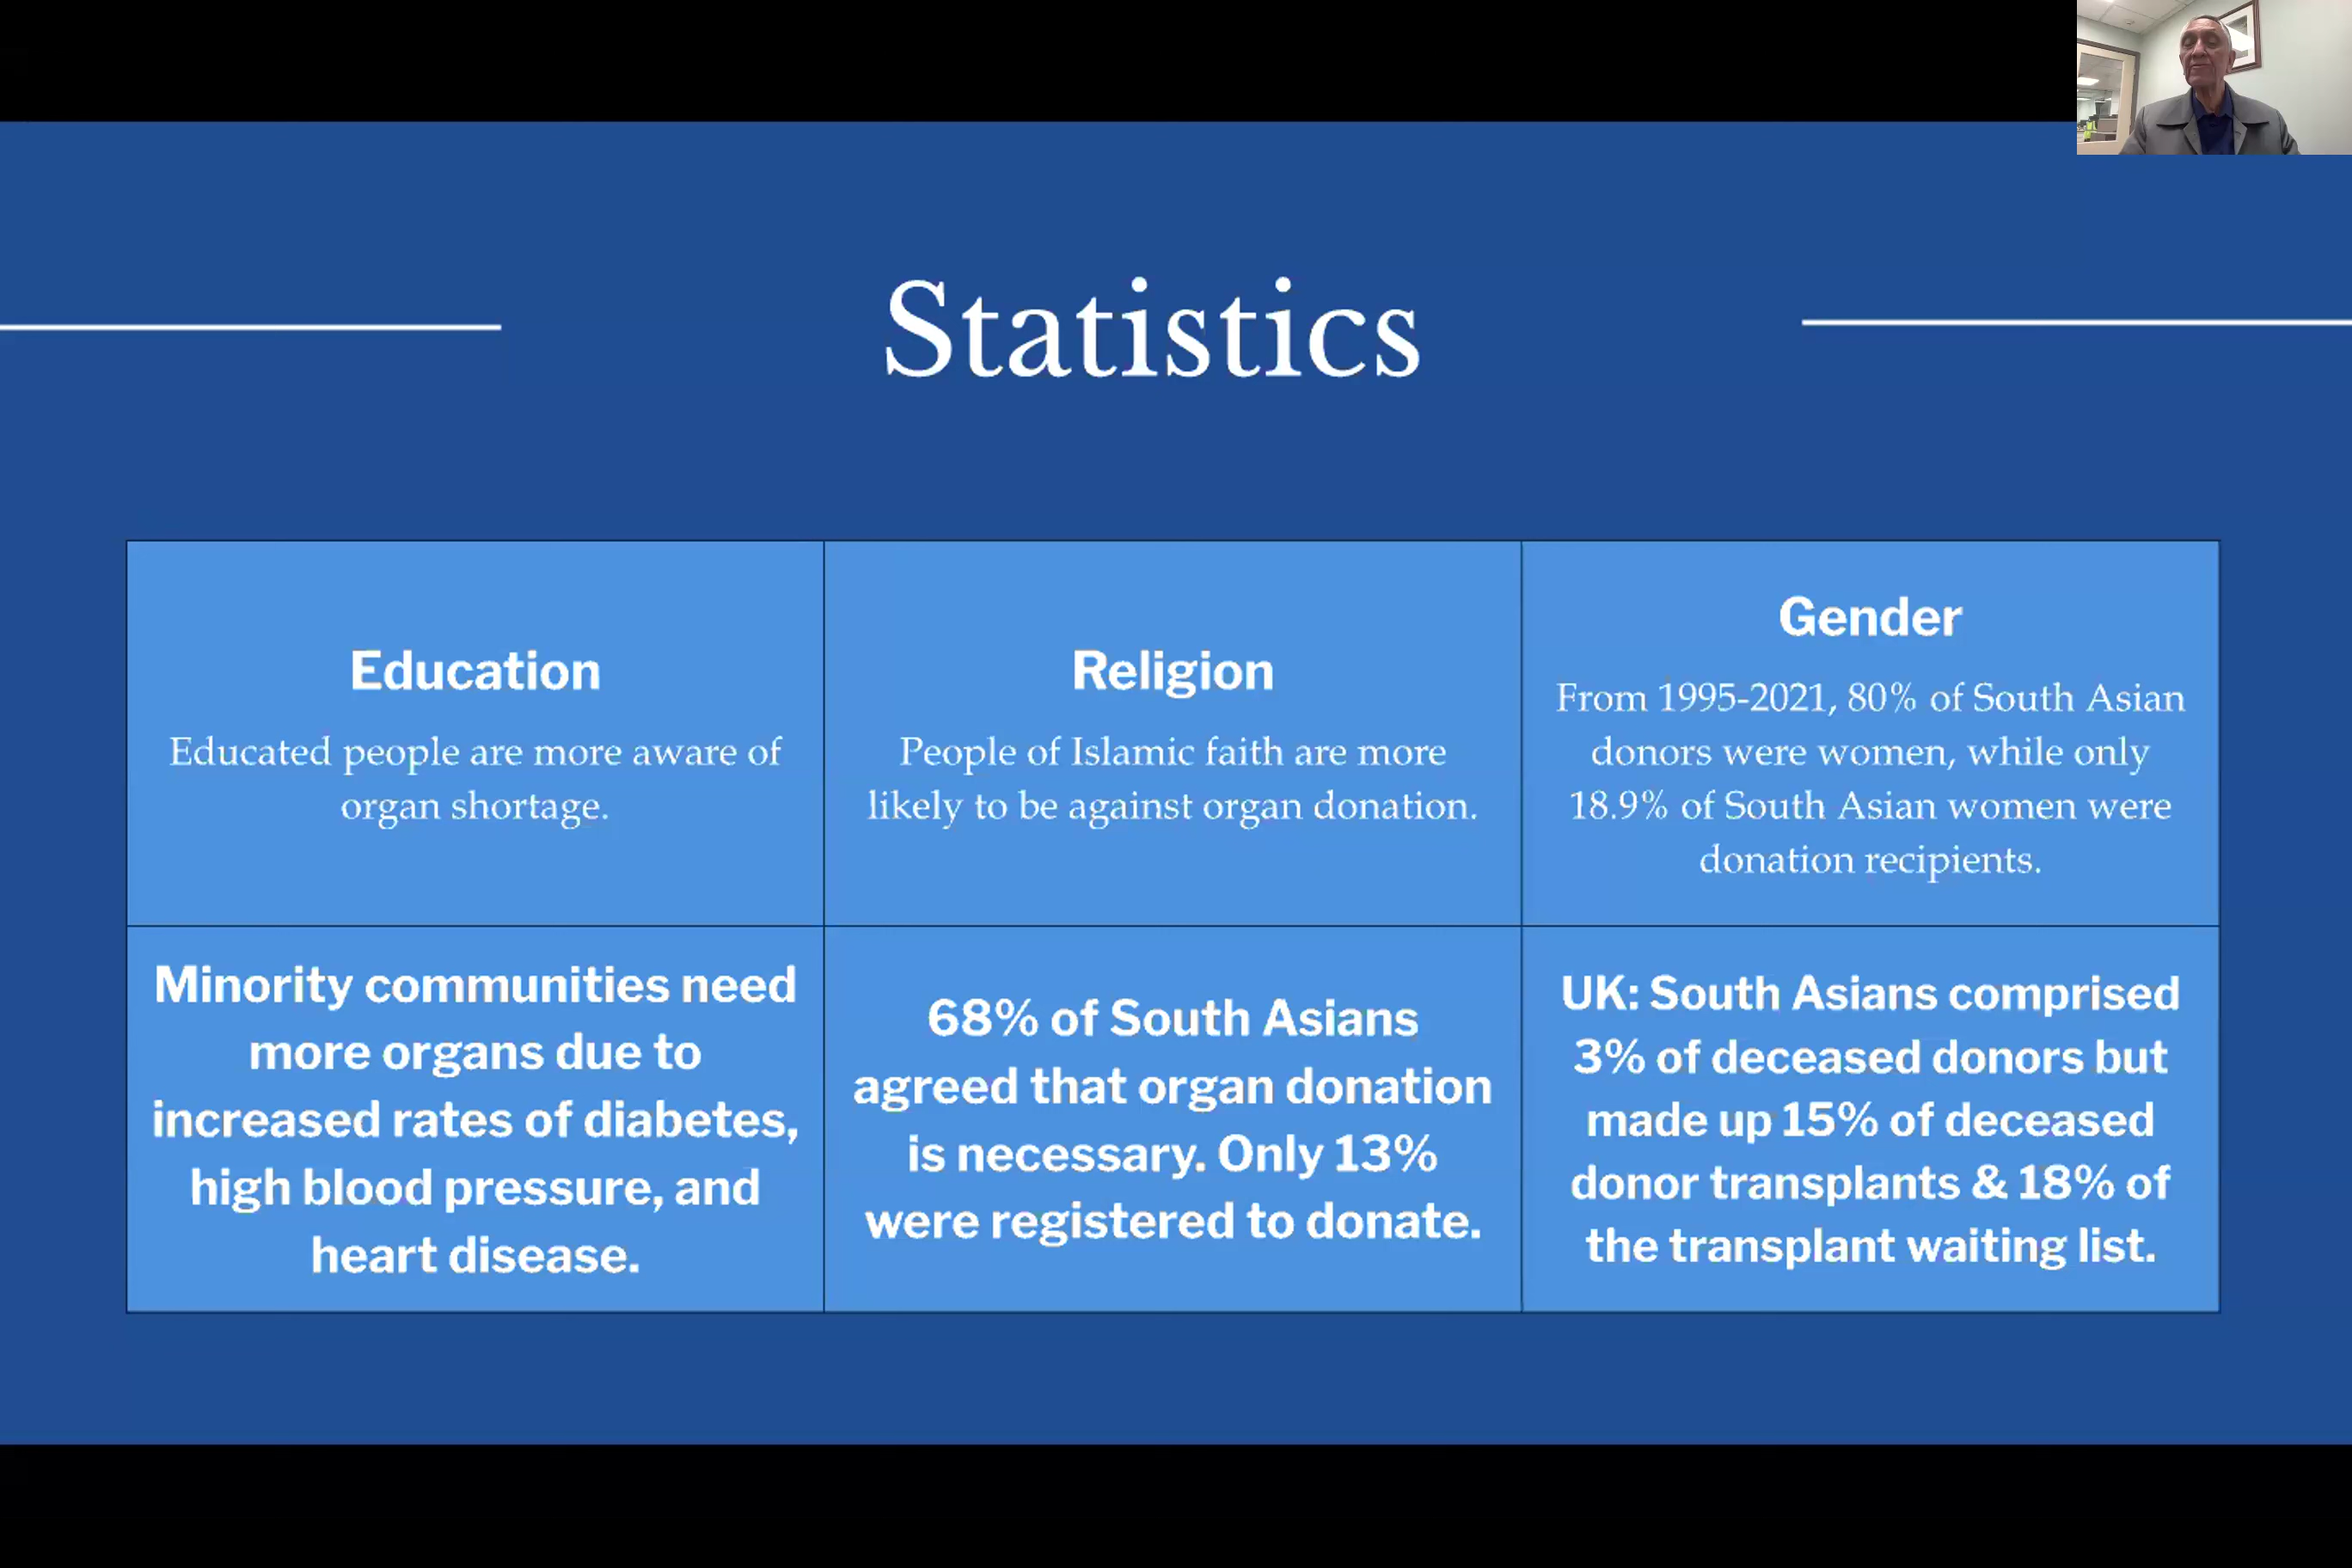 Statistics
Education
Educated people are more aware of
organ shortage.
Religion
People of Islamic faith are more
likely to be against organ donation.
Gender
From 1995-2021, 80% of South Asian
donors were women, while only
18.9% of South Asian women were
donation recipients.
Minority communities need
more organs due to
increased rates of diabetes,
high blood pressure, and
heart disease.
68% of South Asians
agreed that organ donation
is necessary. Only 13%
were registered to donate.
UK: South Asians comprised
3% of deceased donors but
made up 15% of deceased
donor transplants & 18% of
the transplant waiting list.